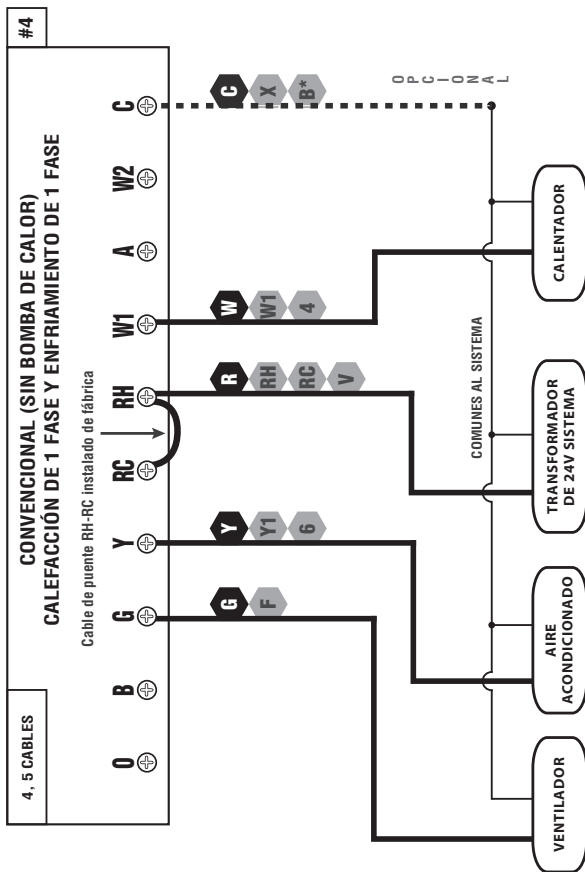 4, 5 CABLES
#4
CONVENCIONAL (SIN BOMBA DE CALOR)
CALEFACCIÓN DE 1 FASE Y ENFRIAMIENTO DE 1 FASE
Cable de puente RH-RC instalado de fábrica
O B G Y RC RH W1 A W2 C
G Y R W C
F Y1 RH W1 X
6 RC 4 B*
V
OPCIONAL
COMUNES AL SISTEMA
VENTILADOR
AIRE
ACONDICIONADO
TRANSFORMADOR
DE 24V SISTEMA
CALENTADOR